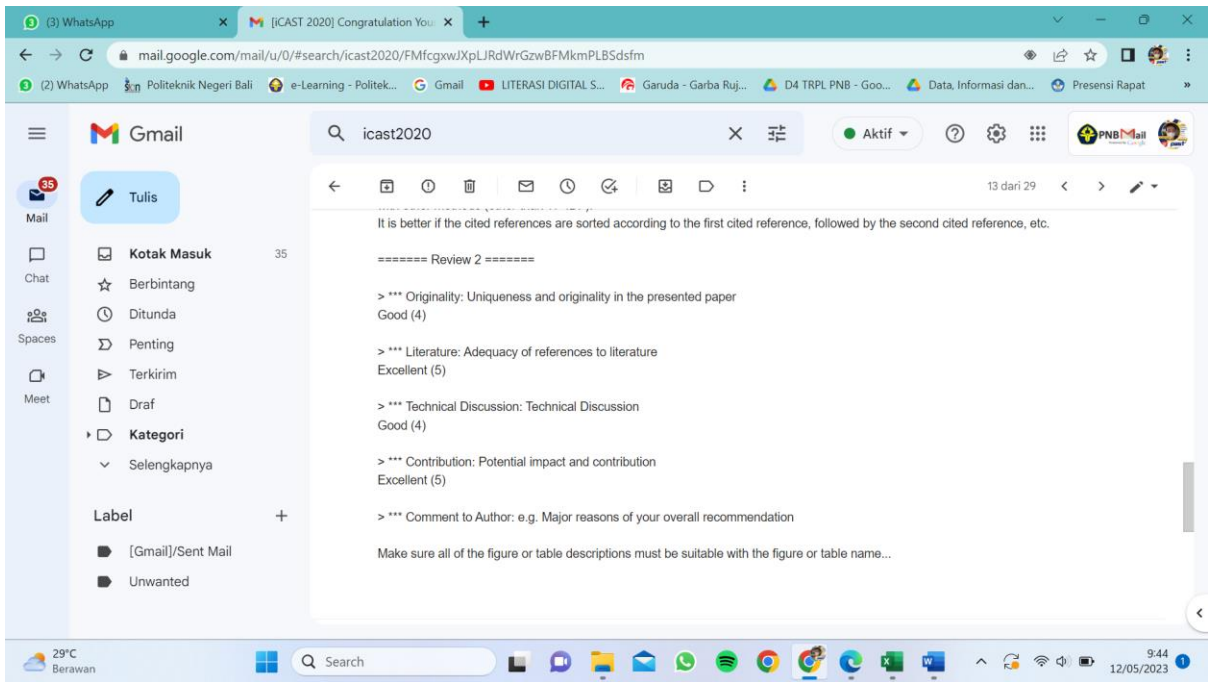 (3) WhatsApp
[iCAST 2020] Congratulation You
mail.google.com/mail/u/0/#search/icast2020/FMfcgxwJXpLJRdWrGzwBFMkmPLBSdsfm
(2) WhatsApp Politeknik Negeri Bali e-Learning - Politek... Gmail LITERASI DIGITAL S... Garuda - Garba Ruj... D4 TRPL PNB - Goo... Data, Informasi dan... Presensi Rapat »
Gmail
icast2020
Aktif
PNBMail
35
Mail
Chat
Spaces
Meet
Tulis
Kotak Masuk 35
Berbintang
Ditunda
Penting
Terkirim
Draf
Kategori
Selengkapnya
Label +
[Gmail]/Sent Mail
Unwanted
13 dari 29
It is better if the cited references are sorted according to the first cited reference, followed by the second cited reference, etc.
======= Review 2 =======
> *** Originality: Uniqueness and originality in the presented paper
Good (4)
> *** Literature: Adequacy of references to literature
Excellent (5)
> *** Technical Discussion: Technical Discussion
Good (4)
> *** Contribution: Potential impact and contribution
Excellent (5)
> *** Comment to Author: e.g. Major reasons of your overall recommendation
Make sure all of the figure or table descriptions must be suitable with the figure or table name...
29°C
Berawan
Search
9:44
12/05/2023
1